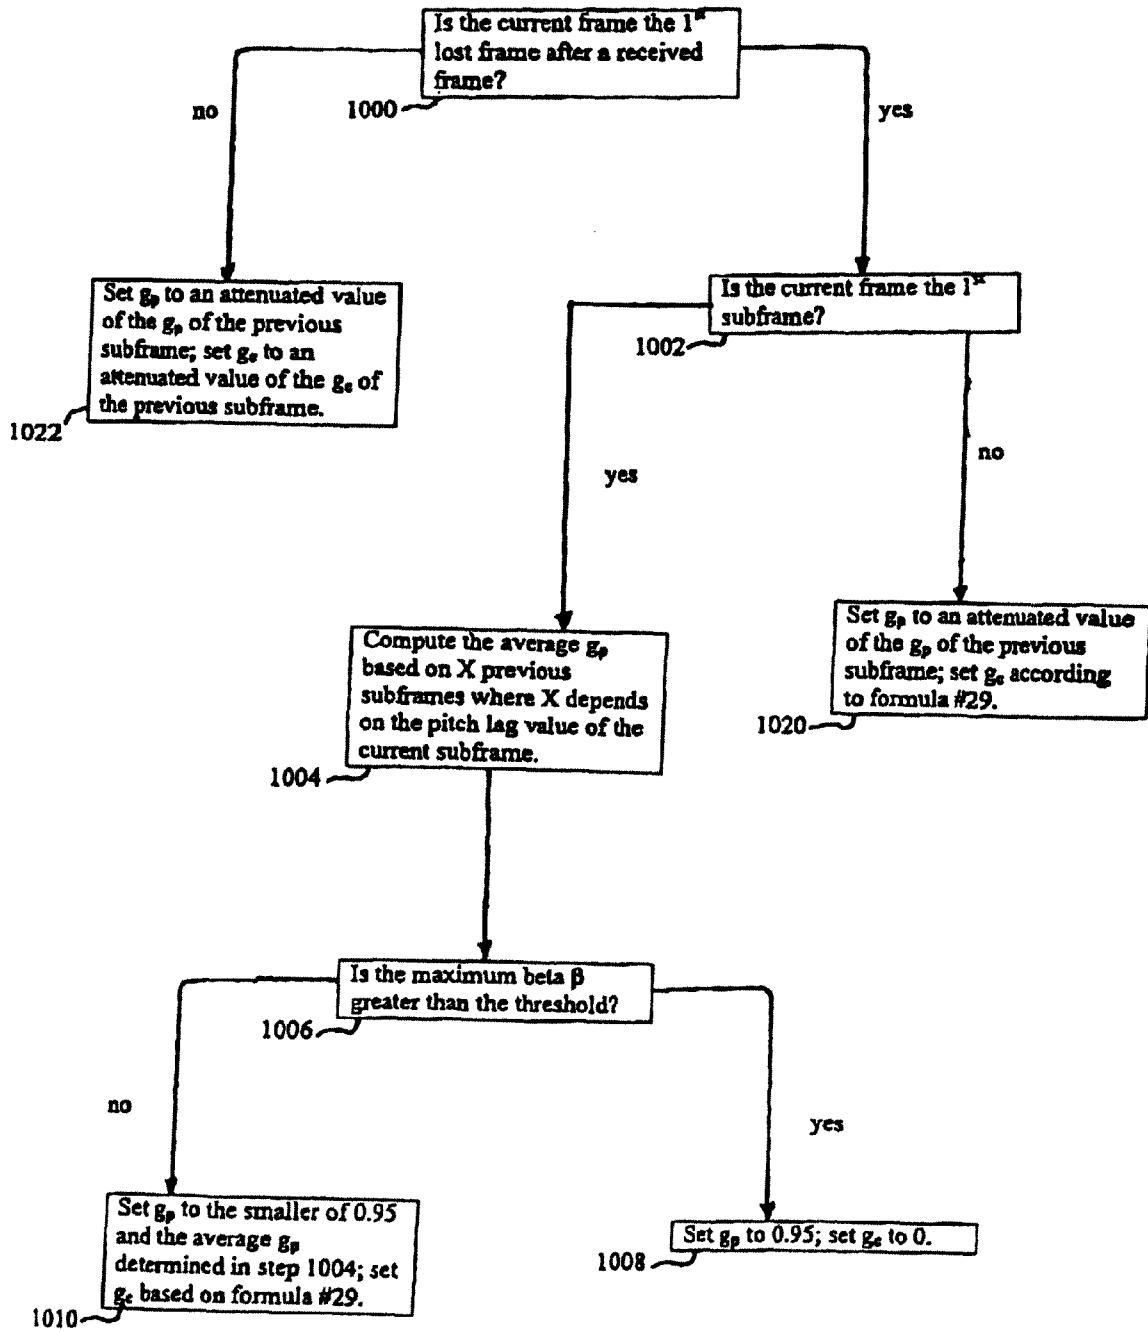 Is the current frame the 1st
lost frame after a received
frame?
1000
no
yes
Set gp to an attenuated value
of the gp of the previous
subframe; set gc to an
attenuated value of the gc of
the previous subframe.
1022
Is the current frame the 1st
subframe?
1002
yes
no
Compute the average gp
based on X previous
subframes where X depends
on the pitch lag value of the
current subframe.
1004
Set gp to an attenuated value
of the gp of the previous
subframe; set gc according
to formula #29.
1020
Is the maximum beta β
greater than the threshold?
1006
no
yes
Set gp to the smaller of 0.95
and the average gp
determined in step 1004; set
gc based on formula #29.
1010
Set gp to 0.95; set gc to 0.
1008